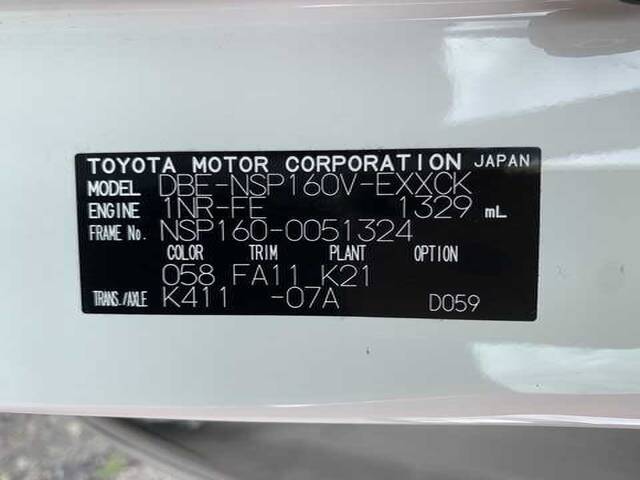 TOYOTA MOTOR CORPORATION JAPAN
MODEL DBE-NSP160V-EXXCK
ENGINE 1NR-FE 1329 mL
FRAME No. NSP160-0051324
COLOR TRIM PLANT OPTION
058 FA11 K21
TRANS./AXLE K411 -07A D059